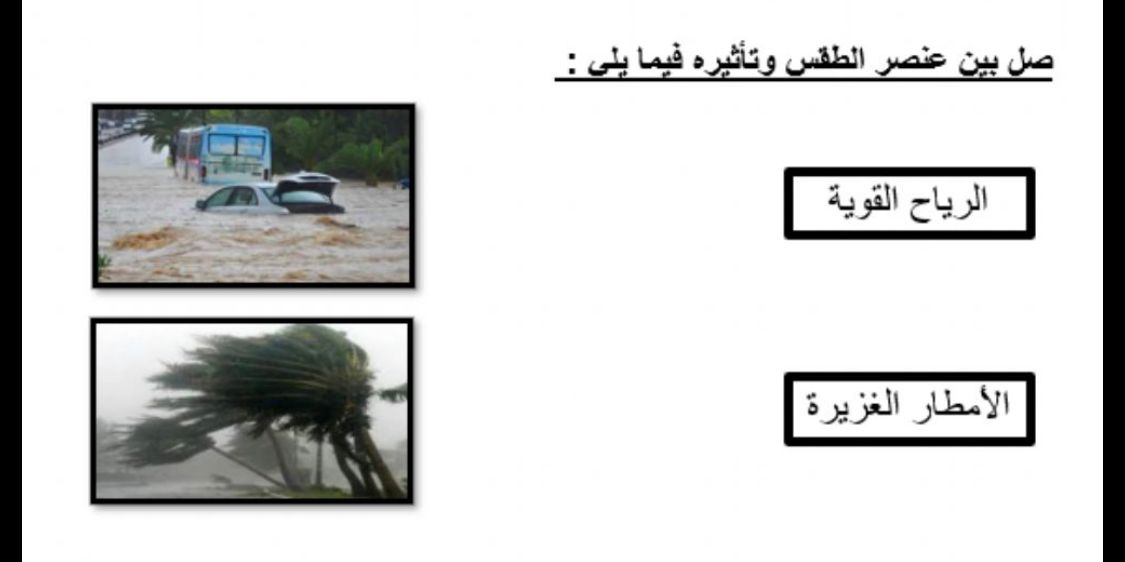 صل بين عنصر الطقس وتأثيره فيما يلى :
الرياح القوية
الأمطار الغزيرة